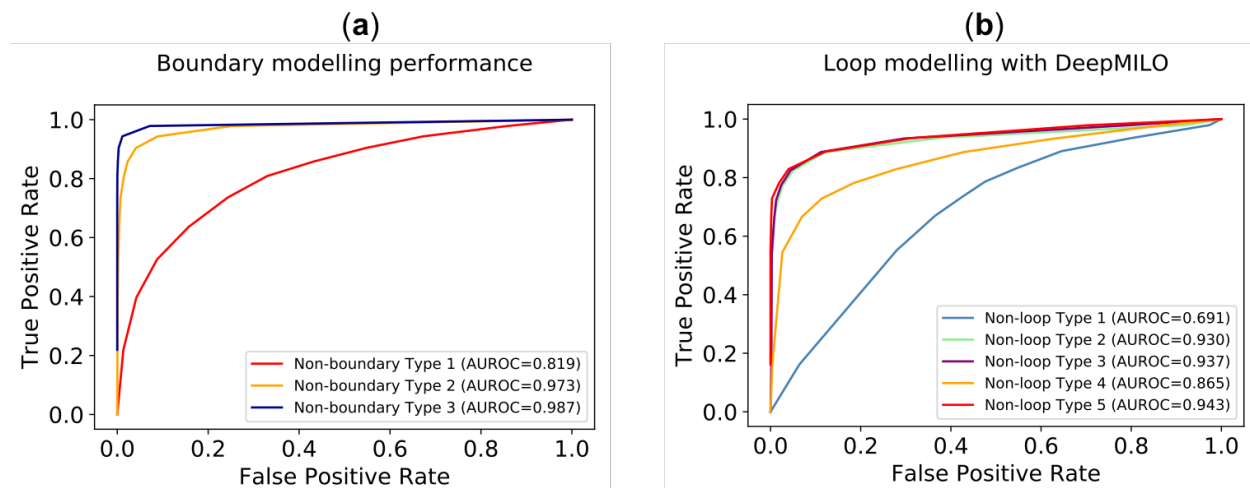 (a)
Boundary modelling performance
True Positive Rate
1.0
0.8
0.6
0.4
0.2
0.0
Non-boundary Type 1 (AUROC=0.819)
Non-boundary Type 2 (AUROC=0.973)
Non-boundary Type 3 (AUROC=0.987)
0.0 0.2 0.4 0.6 0.8 1.0
False Positive Rate
(b)
Loop modelling with DeepMILO
True Positive Rate
1.0
0.8
0.6
0.4
0.2
0.0
Non-loop Type 1 (AUROC=0.691)
Non-loop Type 2 (AUROC=0.930)
Non-loop Type 3 (AUROC=0.937)
Non-loop Type 4 (AUROC=0.865)
Non-loop Type 5 (AUROC=0.943)
0.0 0.2 0.4 0.6 0.8 1.0
False Positive Rate